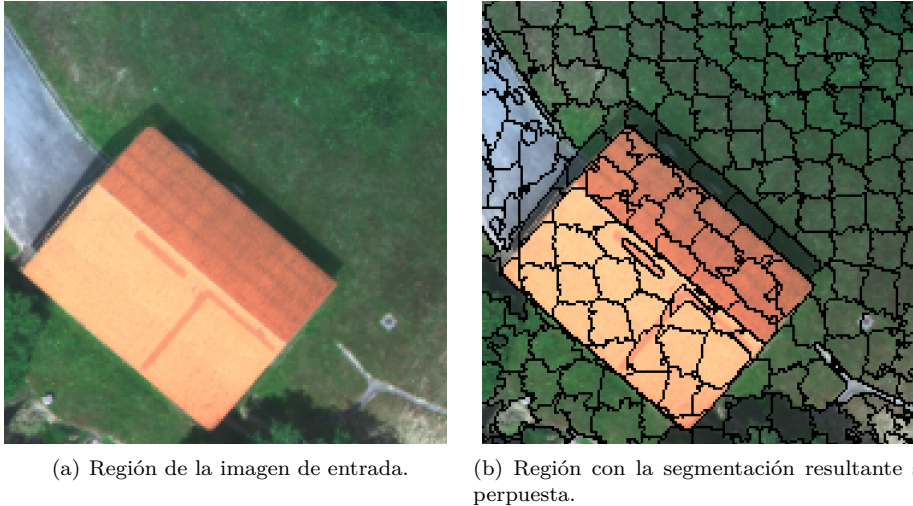 (a) Región de la imagen de entrada.
(b) Región con la segmentación resultante
perpuesta.